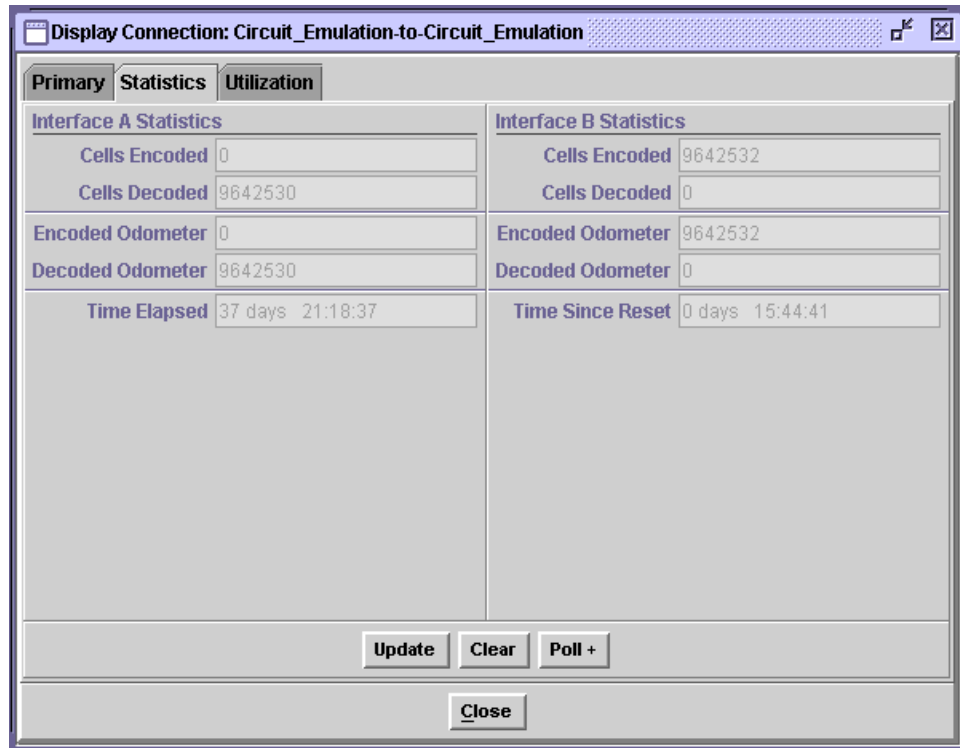 Display Connection: Circuit_Emulation-to-Circuit_Emulation
Primary Statistics Utilization
Interface A Statistics
Cells Encoded 0
Cells Decoded 9642530
Encoded Odometer 0
Decoded Odometer 9642530
Time Elapsed 37 days 21:18:37
Interface B Statistics
Cells Encoded 9642532
Cells Decoded 0
Encoded Odometer 9642532
Decoded Odometer 0
Time Since Reset 0 days 15:44:41
Update Clear Poll +
Close